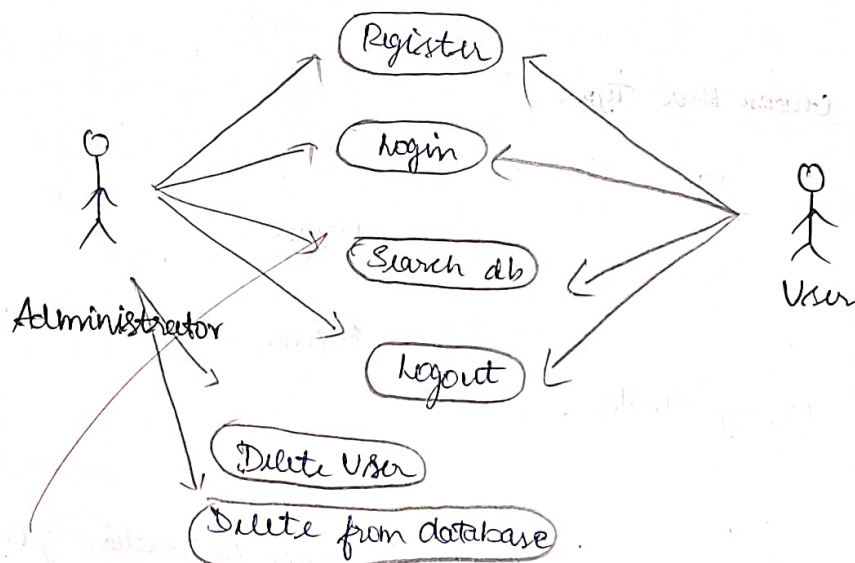 Register
Login
Search db
User
Administrator
Logout
Delete User
Delete from database